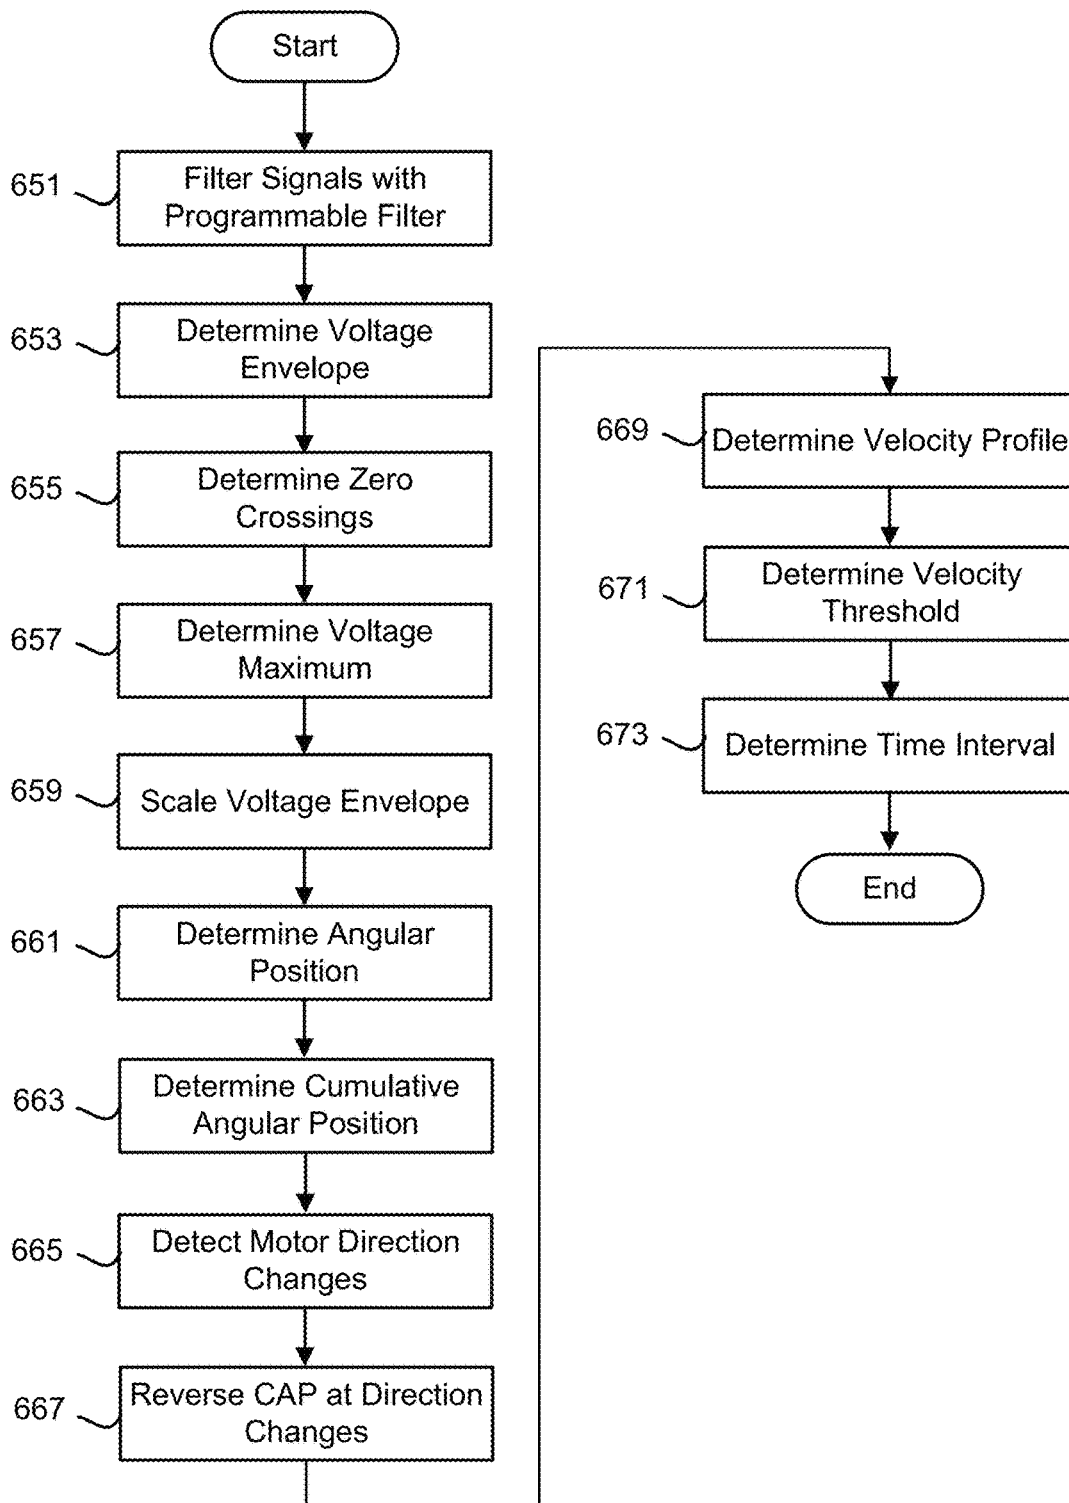 Start
651
Filter Signals with
Programmable Filter
653
Determine Voltage
Envelope
655
Determine Zero
Crossings
657
Determine Voltage
Maximum
659
Scale Voltage Envelope
661
Determine Angular
Position
663
Determine Cumulative
Angular Position
665
Detect Motor Direction
Changes
667
Reverse CAP at Direction
Changes
669
Determine Velocity Profile
671
Determine Velocity
Threshold
673
Determine Time Interval
End